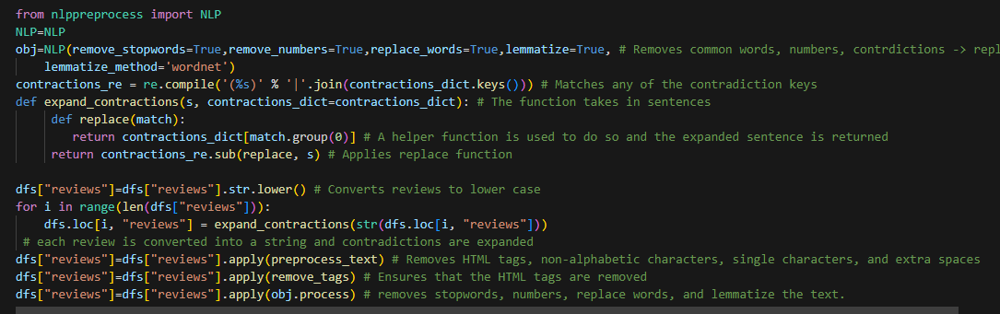 from nlppreprocess import NLP
NLP=NLP
obj=NLP(remove_stopwords=True,remove_numbers=True,replace_words=True,lemmatize=True, # Removes common words, numbers, contrdictions -> repl
    lemmatize_method='wordnet')
contractions_re = re.compile('(%s)' % '|'.join(contractions_dict.keys())) # Matches any of the contradiction keys
def expand_contractions(s, contractions_dict=contractions_dict): # The function takes in sentences
    def replace(match):
        return contractions_dict[match.group(0)] # A helper function is used to do so and the expanded sentence is returned
    return contractions_re.sub(replace, s) # Applies replace function
dfs["reviews"]=dfs["reviews"].str.lower() # Converts reviews to lower case
for i in range(len(dfs["reviews"])):
    dfs.loc[i, "reviews"] = expand_contractions(str(dfs.loc[i, "reviews"]))
 # each review is converted into a string and contradictions are expanded
dfs["reviews"]=dfs["reviews"].apply(preprocess_text) # Removes HTML tags, non-alphabetic characters, single characters, and extra spaces
dfs["reviews"]=dfs["reviews"].apply(remove_tags) # Ensures that the HTML tags are removed
dfs["reviews"]=dfs["reviews"].apply(obj.process) # removes stopwords, numbers, replace words, and lemmatize the text.